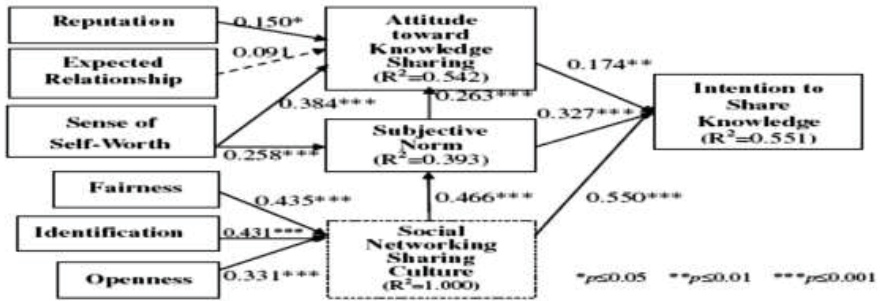 Reputation
0.150*
Attitude
toward
Knowledge
Sharing
(R²=0.542)
Expected
Relationship
0.091
0.174**
0.384***
0.263***
Intention to
Share
Knowledge
(R²=0.551)
Sense of
Self-Worth
0.258***
Subjective
Norm
(R²=0.393)
0.327***
Fairness
0.435***
0.466***
0.550***
Identification
0.431***
Social
Networking
Sharing
Culture
(R²=1.000)
Openness
0.331***
*p≤0.05 **p≤0.01 ***p≤0.001